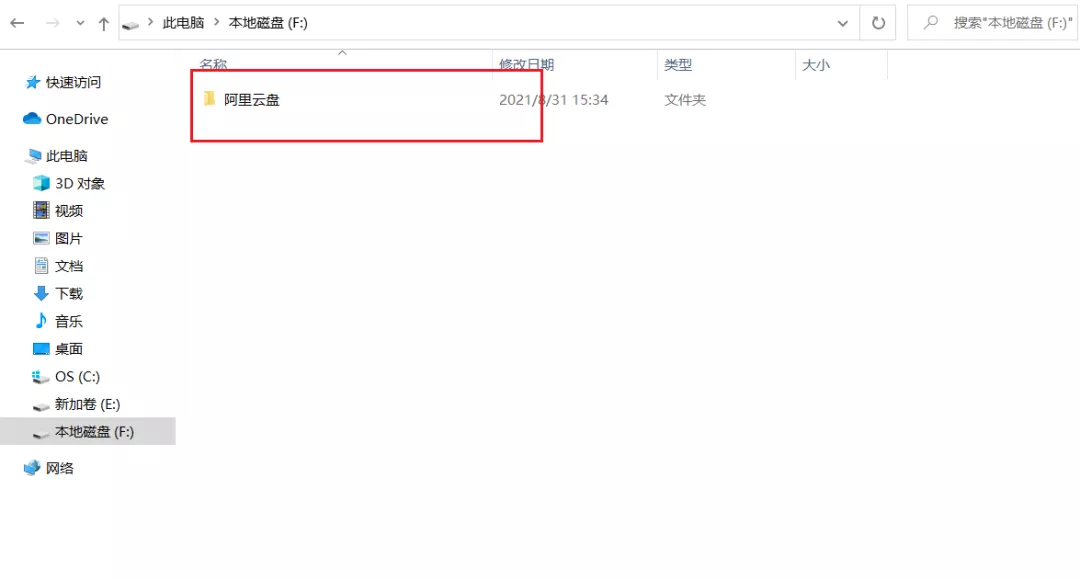 此电脑 > 本地磁盘 (F:)
搜索"本地磁盘 (F:)"
名称 修改日期 类型 大小
阿里云盘 2021/8/31 15:34 文件夹
快速访问
OneDrive
此电脑
3D 对象
视频
图片
文档
下载
音乐
桌面
OS (C:)
新加卷 (E:)
本地磁盘 (F:)
网络